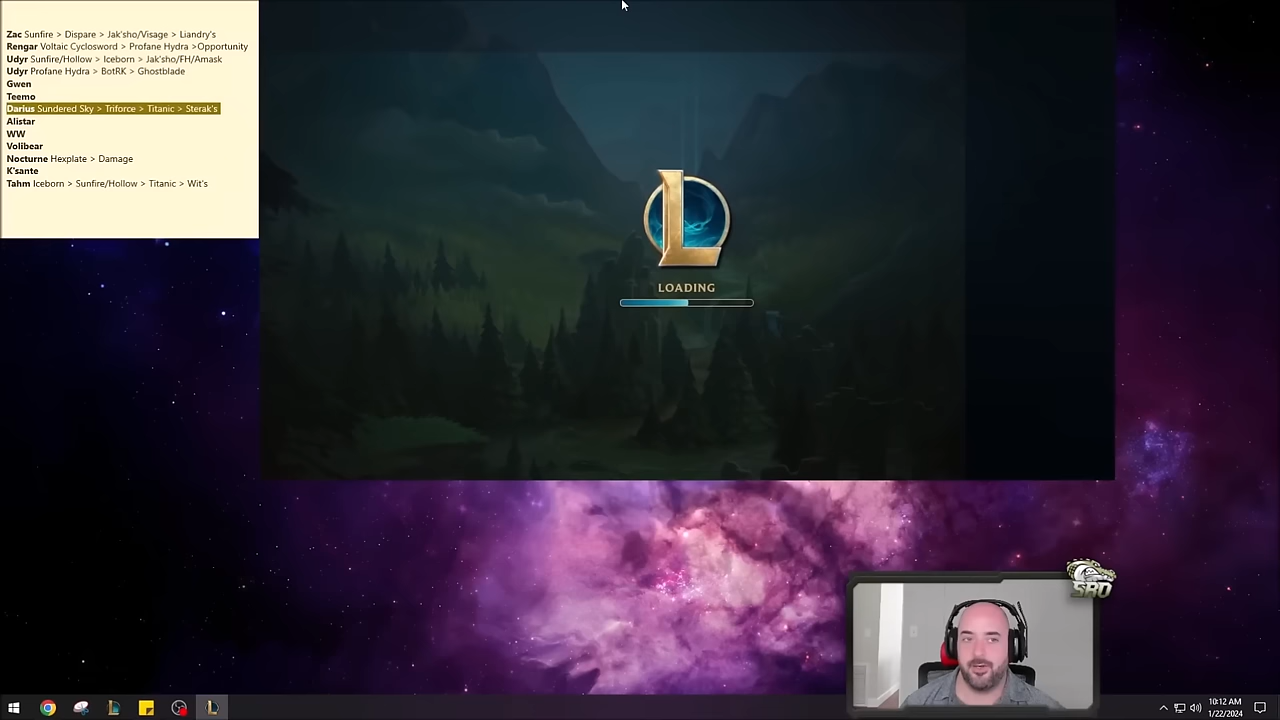 Zac Sunfire > Dispare > Jak'sho/Visage > Liandry's
Rengar Voltaic Cyclosword > Profane Hydra >Opportunity
Udyr Sunfire/Hollow > Iceborn > Jak'sho/FH/Amask
Udyr Profane Hydra > BotRK > Ghostblade
Gwen
Teemo
Darius Sundered Sky > Triforce > Titanic > Sterak's
Alistar
WW
Volibear
Nocturne Hexplate > Damage
K'sante
Tahm Iceborn > Sunfire/Hollow > Titanic > Wit's
LOADING
SRO
10:12 AM
1/22/2024